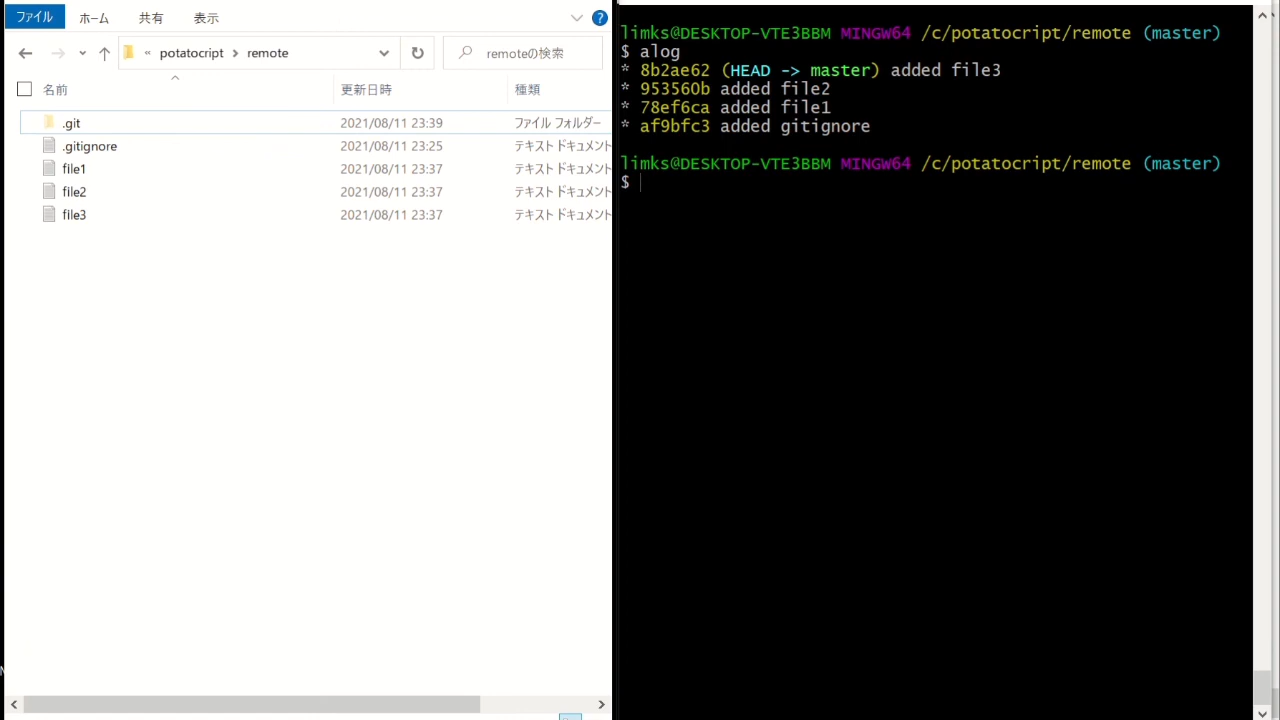 ファイル ホーム 共有 表示
« potatocript › remote remoteの検索
名前 更新日時 種類
.git 2021/08/11 23:39 ファイル フォルダー
.gitignore 2021/08/11 23:25 テキスト ドキュメント
file1 2021/08/11 23:37 テキスト ドキュメント
file2 2021/08/11 23:37 テキスト ドキュメント
file3 2021/08/11 23:37 テキスト ドキュメント
limks@DESKTOP-VTE3BBM MINGW64 /c/potatocript/remote (master)
$ alog
* 8b2ae62 (HEAD -> master) added file3
* 953560b added file2
* 78ef6ca added file1
* af9bfc3 added gitignore
limks@DESKTOP-VTE3BBM MINGW64 /c/potatocript/remote (master)
$